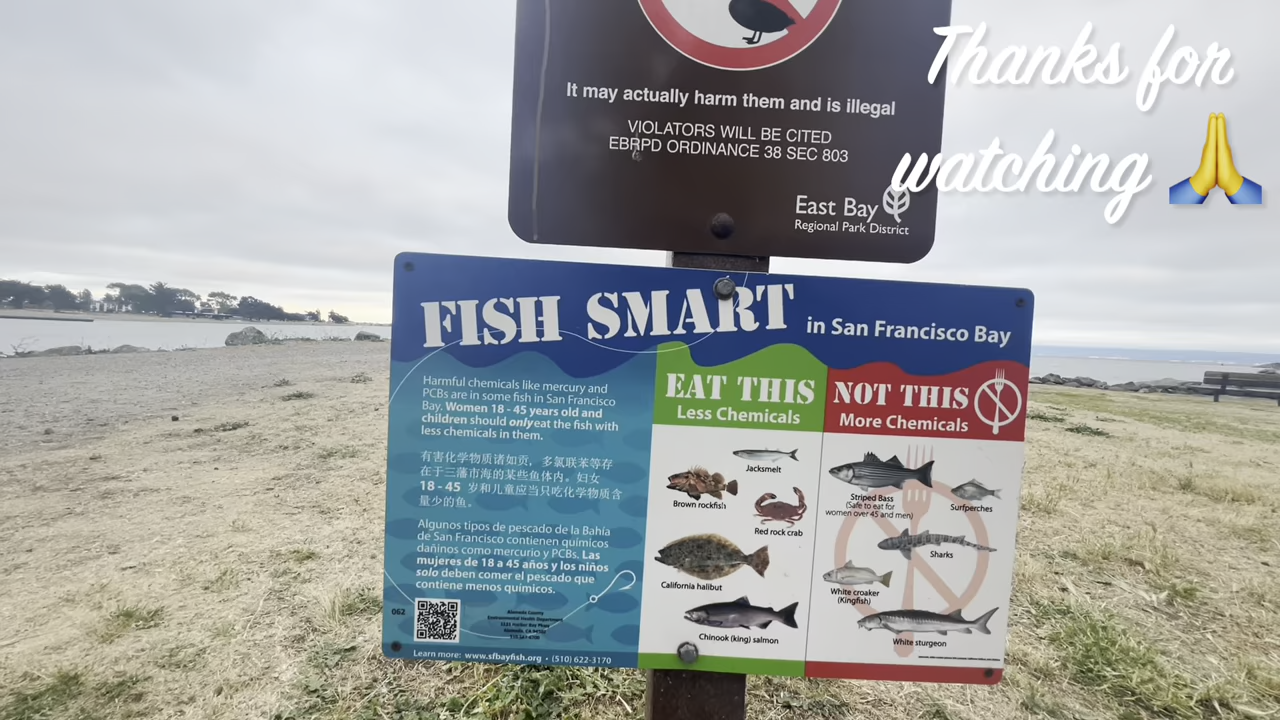 Thanks for
watching 🙏
It may actually harm them and is illegal
VIOLATORS WILL BE CITED
EBRPD ORDINANCE 38 SEC 803
East Bay
Regional Park District
FISH SMART in San Francisco Bay
Harmful chemicals like mercury and
PCBs are in some fish in San Francisco
Bay. Women 18 - 45 years old and
children should only eat the fish with
less chemicals in them.
有害化学物质诸如贡，多氯联苯等存
在于三藩市海的某些鱼体内。妇女
18 - 45 岁和儿童应当只吃化学物质含
量少的鱼。
Algunos tipos de pescado de la Bahía
de San Francisco contienen químicos
dañinos como mercurio y PCBs. Las
mujeres de 18 a 45 años y los niños
solo deben comer el pescado que
contiene menos químicos.
062
Alameda County
Environmental Health Department
Alameda, CA
Learn more: www.sfbayfish.org • (510) 622-3170
EAT THIS
Less Chemicals
Jacksmelt
Brown rockfish
Red rock crab
California halibut
Chinook (king) salmon
NOT THIS
More Chemicals
Striped Bass
(Safe to eat for
women over 45 and men)
Surfperches
Sharks
White croaker
(Kingfish)
White sturgeon